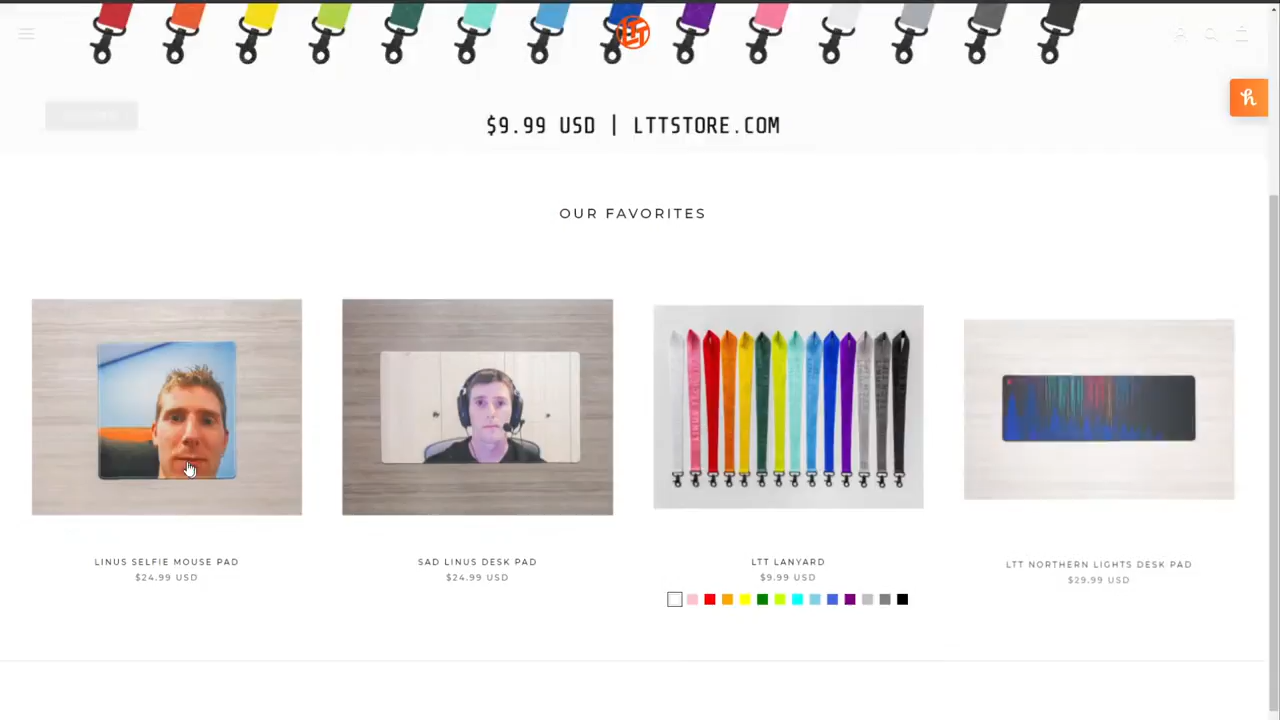 LTT
$9.99 USD | LTTSTORE.COM
h
OUR FAVORITES
LINUS SELFIE MOUSE PAD
$24.99 USD
SAD LINUS DESK PAD
$24.99 USD
LTT LANYARD
$9.99 USD
LTT NORTHERN LIGHTS DESK PAD
$29.99 USD